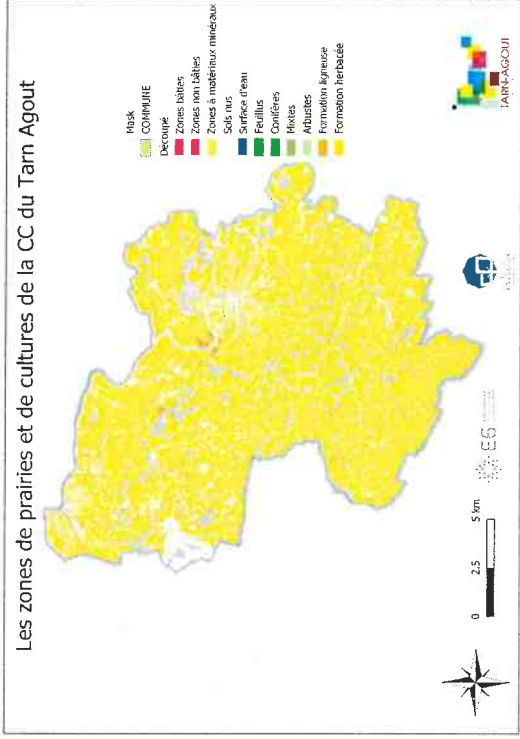 Les zones de prairies et de cultures de la CC du Tarn Agout
Mask
COMMUNE
Découpe
Zones bâties
Zones non bâties
Zones à matériaux minéraux
Sols nus
Surface d'eau
Feuillus
Conifères
Mixtes
Arbustes
Formation ligneuse
Formation herbacée
TARN-AGOUT
0 2.5 5 km
E6